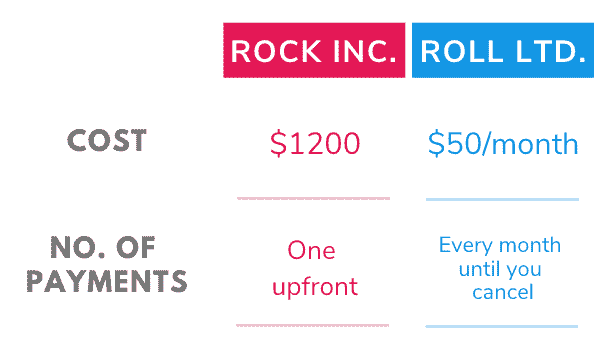 ROCK INC. ROLL LTD.
COST $1200 $50/month
NO. OF
PAYMENTS
One
upfront
Every month
until you
cancel